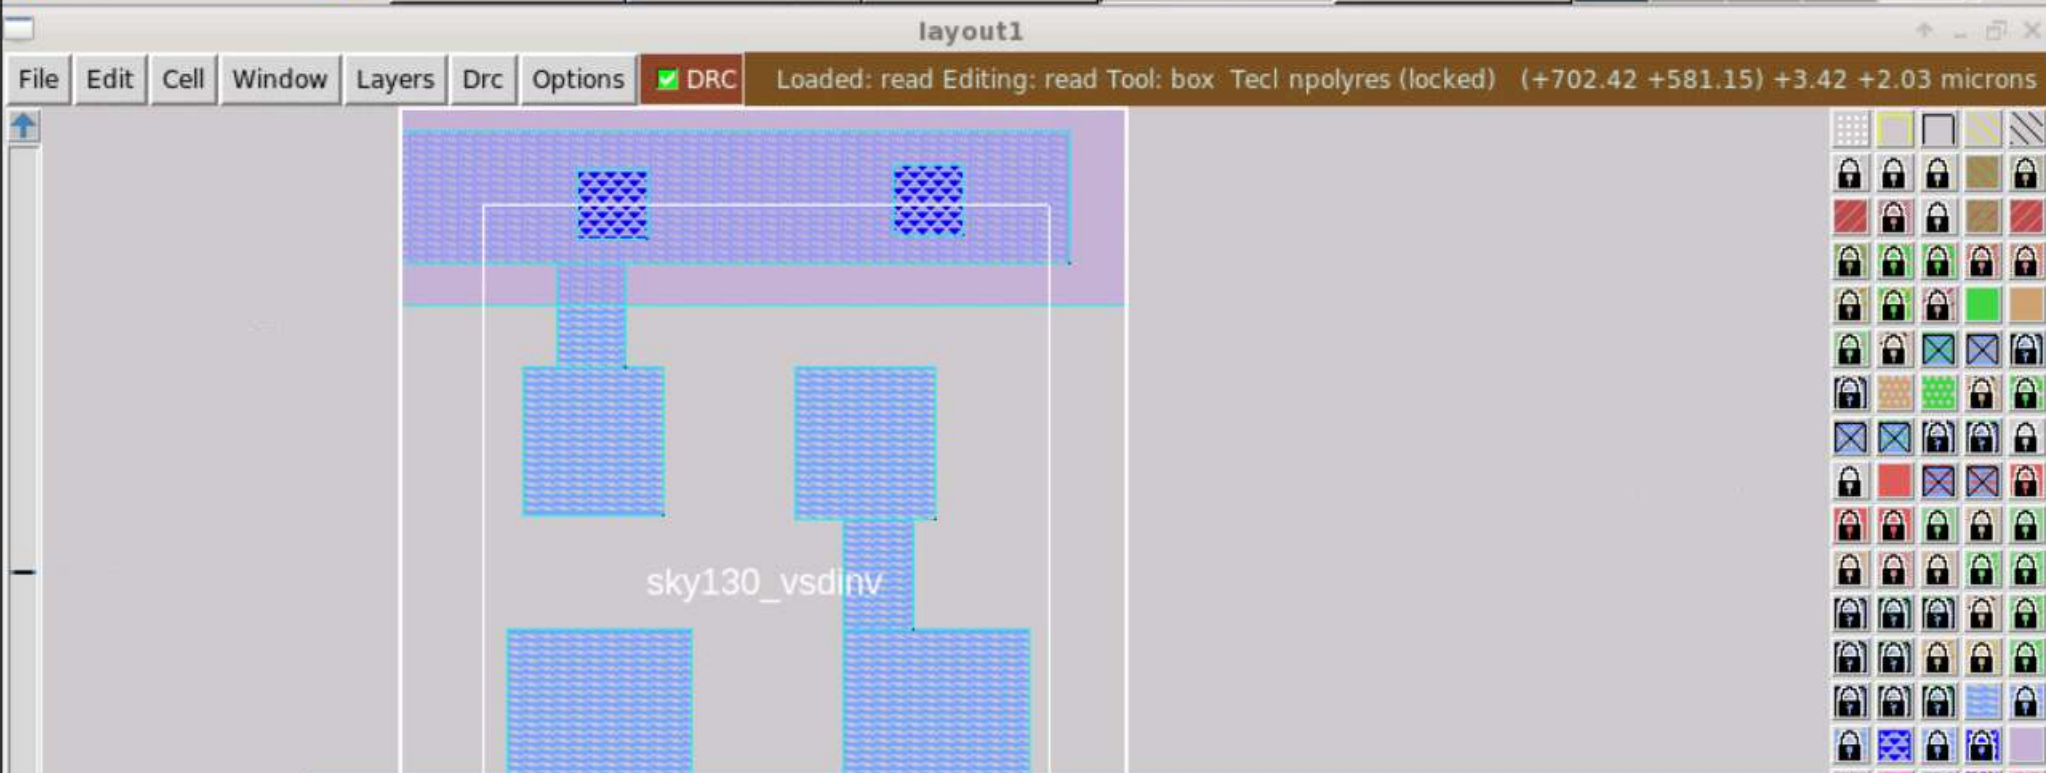 layout1
File Edit Cell Window Layers Drc Options DRC Loaded: read Editing: read Tool: box Tecl npolyres (locked) (+702.42 +581.15) +3.42 +2.03 microns
sky130_vsdinv